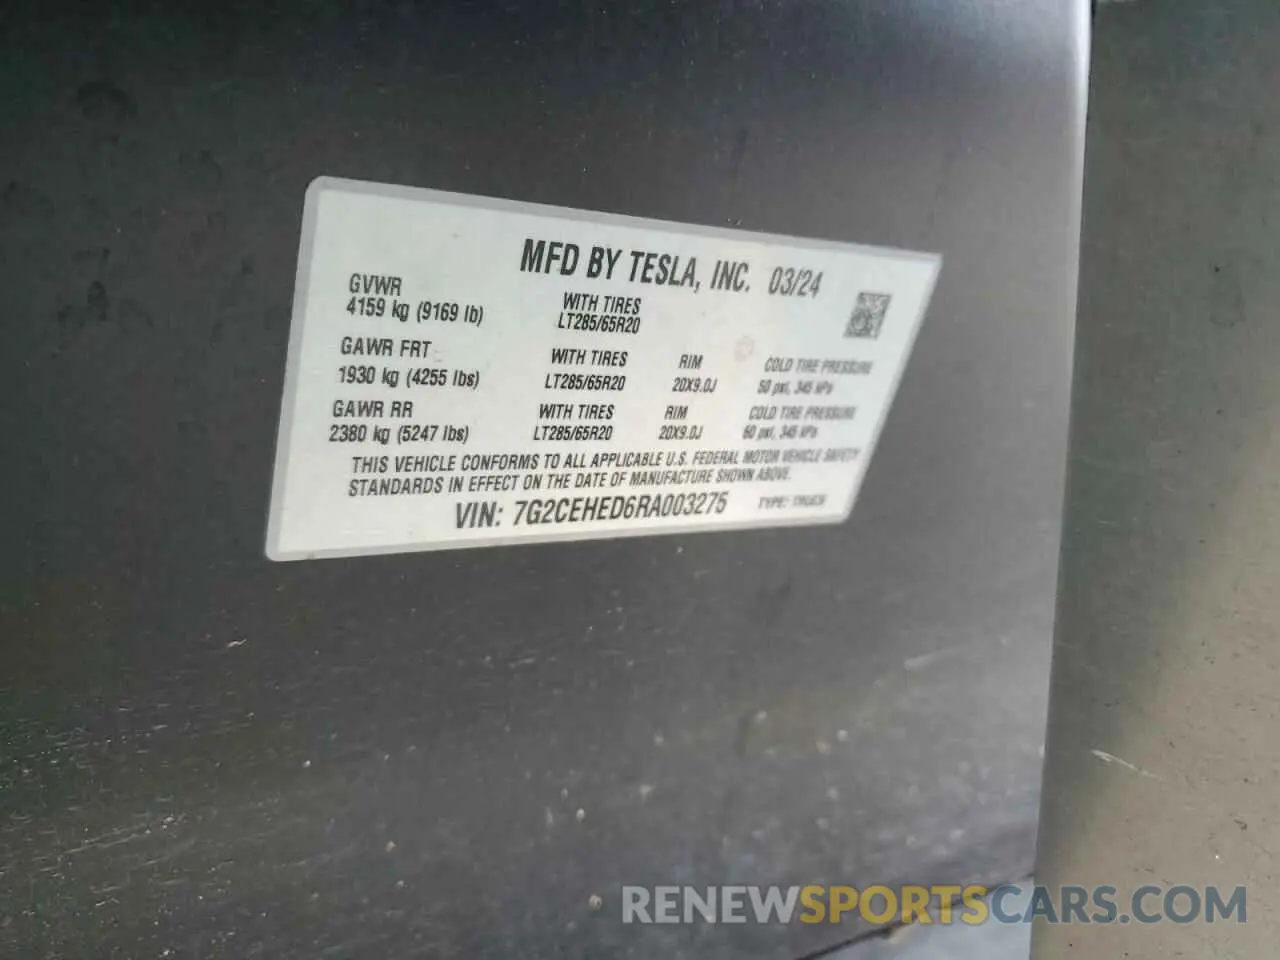 MFD BY TESLA, INC. 03/24
GVWR
4159 kg (9169 lb)
WITH TIRES
LT285/65R20
GAWR FRT
1930 kg (4255 lbs)
WITH TIRES
LT285/65R20
RIM
20X9.0J
COLD TIRE PRESSURE
50 psi, 345 kPa
GAWR RR
2380 kg (5247 lbs)
WITH TIRES
LT285/65R20
RIM
20X9.0J
COLD TIRE PRESSURE
psi, 345 kPa
THIS VEHICLE CONFORMS TO ALL APPLICABLE U.S. FEDERAL MOTOR VEHICLE SAFETY
STANDARDS IN EFFECT ON THE DATE OF MANUFACTURE SHOWN ABOVE.
VIN: 7G2CEHED6RA003275 TYPE: TRUCK
RENEWSPORTSCARS.COM